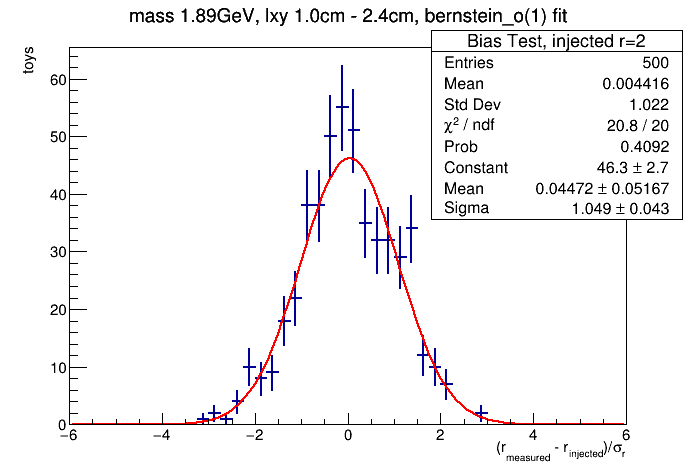 mass 1.89GeV, lxy 1.0cm - 2.4cm, bernstein_o(1) fit
toys
Bias Test, injected r=2
Entries 500
Mean 0.004416
Std Dev 1.022
χ² / ndf 20.8 / 20
Prob 0.4092
Constant 46.3 ± 2.7
Mean 0.04472 ± 0.05167
Sigma 1.049 ± 0.043
60
50
40
30
20
10
0
−6 −4 −2 0 2 4 6
(r_measured - r_injected)/σ_r